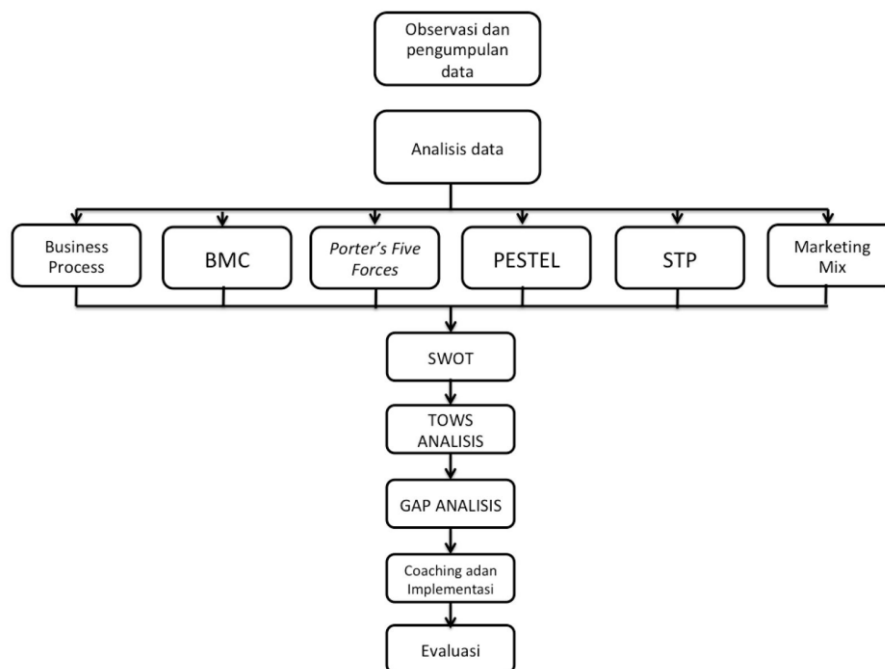 Observasi dan
pengumpulan
data
Analisis data
Business
Process
BMC
Porter's Five
Forces
PESTEL
STP
Marketing
Mix
SWOT
TOWS
ANALISIS
GAP ANALISIS
Coaching adan
Implementasi
Evaluasi